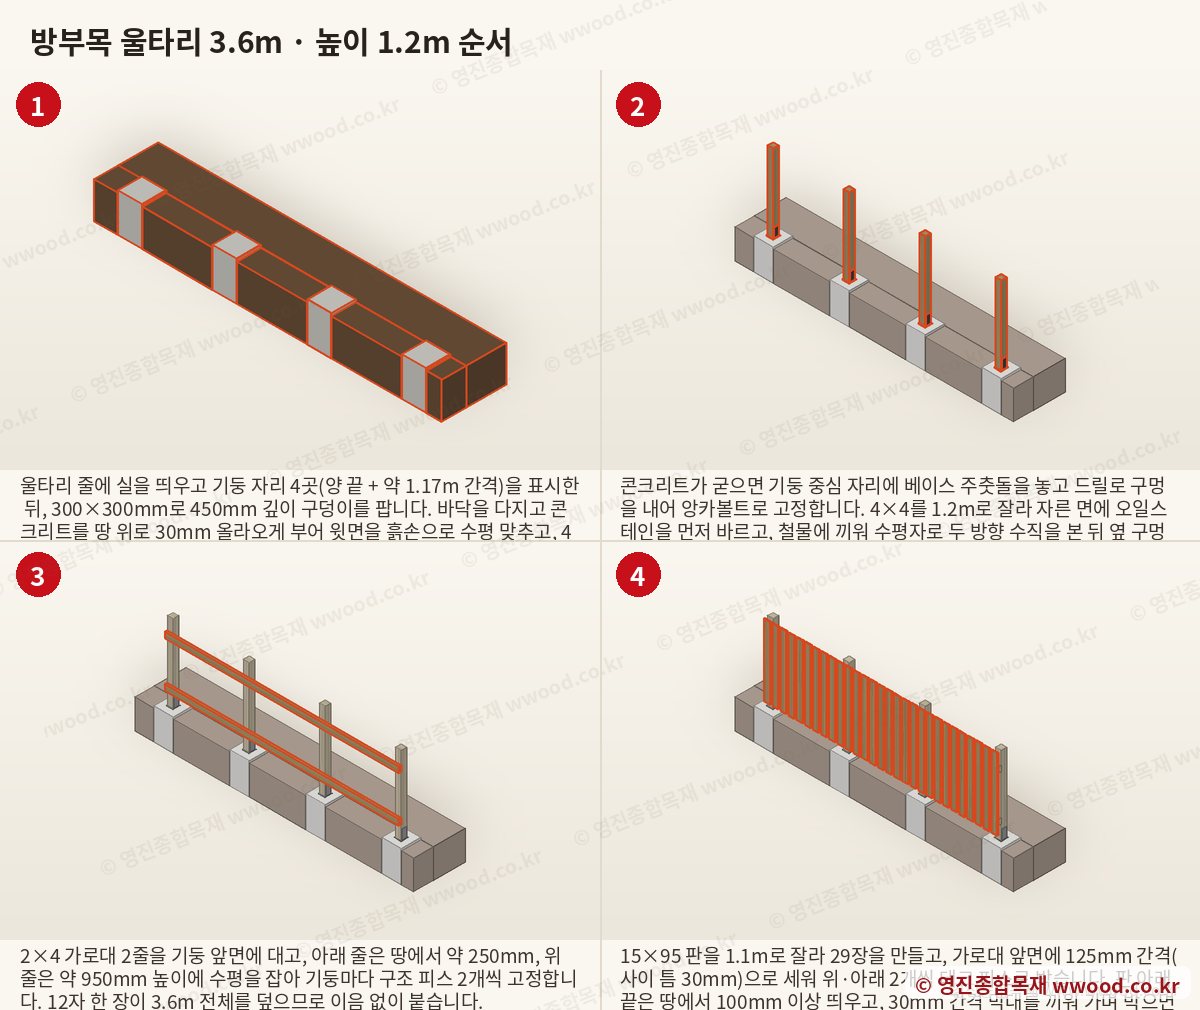 방부목 울타리 3.6m · 높이 1.2m 순서
1
울타리 줄에 실을 띄우고 기둥 자리 4곳(양 끝 + 약 1.17m 간격)을 표시한
뒤, 300×300mm로 450mm 깊이 구덩이를 팝니다. 바닥을 다지고 콘
크리트를 땅 위로 30mm 올라오게 부어 윗면을 흙손으로 수평 맞추고, 4
2
콘크리트가 굳으면 기둥 중심 자리에 베이스 주춧돌을 놓고 드릴로 구멍
을 내어 앙카볼트로 고정합니다. 4×4를 1.2m로 잘라 자른 면에 오일스
테인을 먼저 바르고, 철물에 끼워 수평자로 두 방향 수직을 본 뒤 옆 구멍
3
2×4 가로대 2줄을 기둥 앞면에 대고, 아래 줄은 땅에서 약 250mm, 위
줄은 약 950mm 높이에 수평을 잡아 기둥마다 구조 피스 2개씩 고정합니
다. 12자 한 장이 3.6m 전체를 덮으므로 이음 없이 붙습니다.
4
15×95 판을 1.1m로 잘라 29장을 만들고, 가로대 앞면에 125mm 간격(
사이 틈 30mm)으로 세워 위·아래 2개씩
끝은 땅에서 100mm 이상 띄우고, 30mm 간격
© 영진종합목재 wwood.co.kr